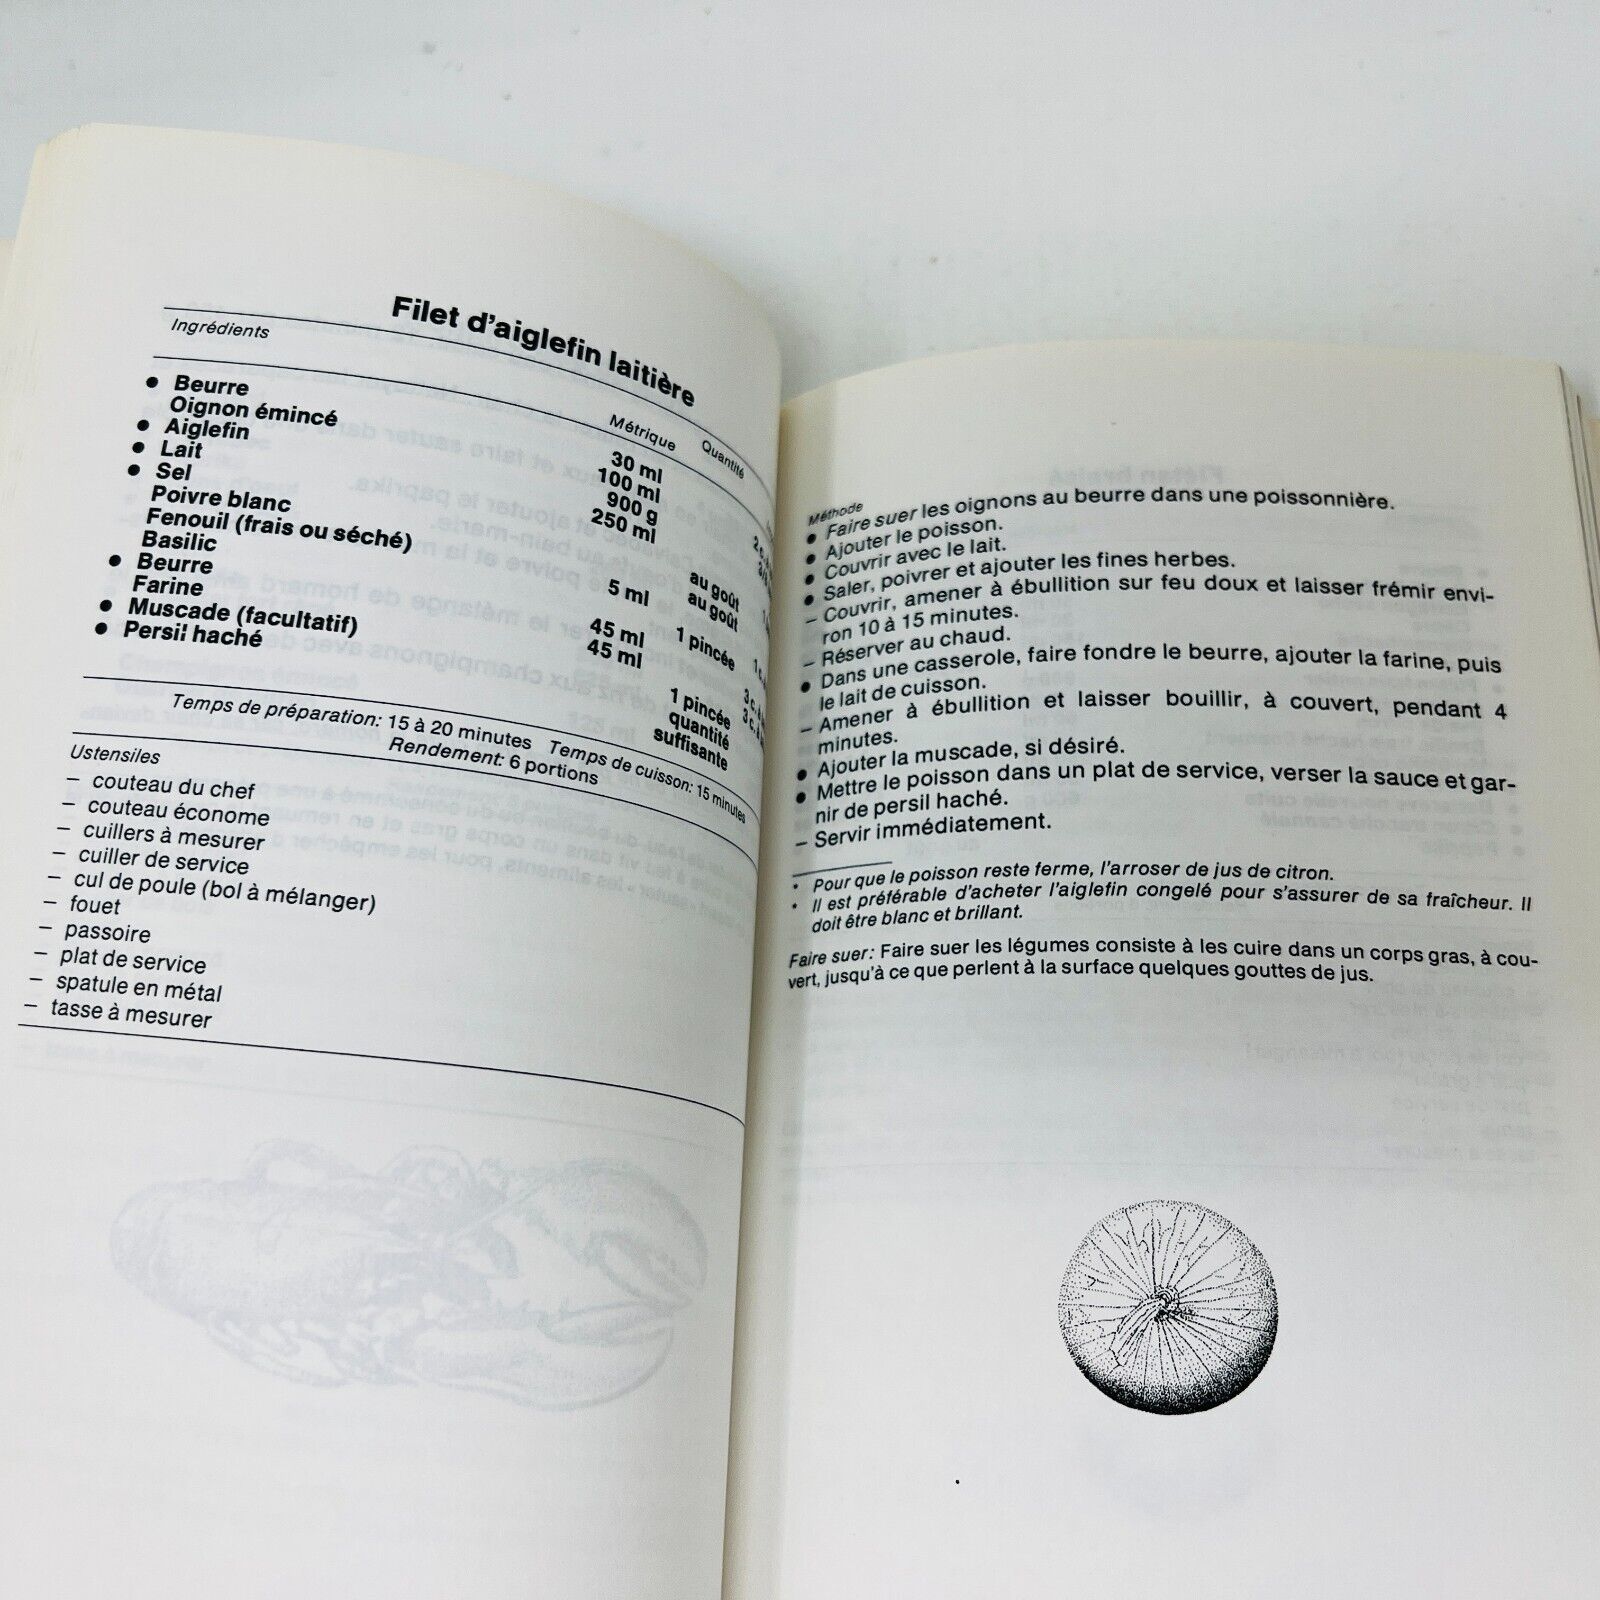 Filet d'aiglefin laitière
Ingrédients
Métrique Quantité
• Beurre 30 ml
Oignon émincé 100 ml
• Aiglefin 900 g
• Lait 250 ml
• Sel au goût
Poivre blanc au goût
Fenouil (frais ou séché) 5 ml
Basilic 1 pincée
• Beurre 45 ml
Farine 45 ml
• Muscade (facultatif) 1 pincée
• Persil haché quantité
suffisante
Temps de préparation: 15 à 20 minutes Temps de cuisson: 15 minutes
Rendement: 6 portions
Ustensiles
– couteau du chef
– couteau économe
– cuillers à mesurer
– cuiller de service
– cul de poule (bol à mélanger)
– fouet
– passoire
– plat de service
– spatule en métal
– tasse à mesurer
Méthode
• Faire suer les oignons au beurre dans une poissonnière.
• Ajouter le poisson.
• Couvrir avec le lait.
• Saler, poivrer et ajouter les fines herbes.
– Couvrir, amener à ébullition sur feu doux et laisser frémir envi-
ron 10 à 15 minutes.
– Réserver au chaud.
• Dans une casserole, faire fondre le beurre, ajouter la farine, puis
le lait de cuisson.
– Amener à ébullition et laisser bouillir, à couvert, pendant 4
minutes.
• Ajouter la muscade, si désiré.
• Mettre le poisson dans un plat de service, verser la sauce et gar-
nir de persil haché.
– Servir immédiatement.
* Pour que le poisson reste ferme, l'arroser de jus de citron.
* Il est préférable d'acheter l'aiglefin congelé pour s'assurer de sa fraîcheur. Il
doit être blanc et brillant.
Faire suer: Faire suer les légumes consiste à les cuire dans un corps gras, à cou-
vert, jusqu'à ce que perlent à la surface quelques gouttes de jus.